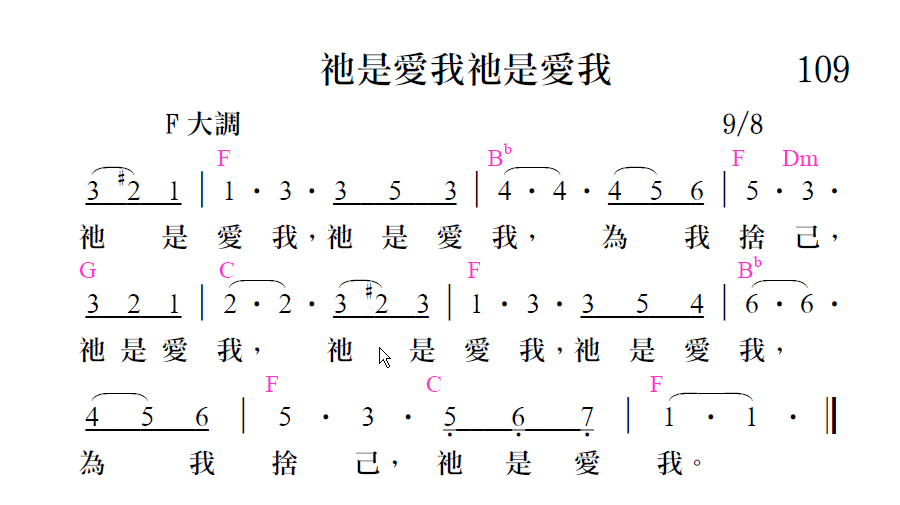 祂是愛我祂是愛我 109
F 大調 9/8
F B♭ F Dm
3 #2 1 | 1 · 3 · 3 5 3 | 4 · 4 · 4 5 6 | 5 · 3 ·
祂 是 愛 我，祂 是 愛 我， 為 我 捨 己，
G C F B♭
3 2 1 | 2 · 2 · 3 #2 3 | 1 · 3 · 3 5 4 | 6 · 6 ·
祂 是 愛 我， 祂 是 愛 我，祂 是 愛 我，
F C F
4 5 6 | 5 · 3 · 5 6 7 | 1 · 1 ·
為 我 捨 己， 祂 是 愛 我。